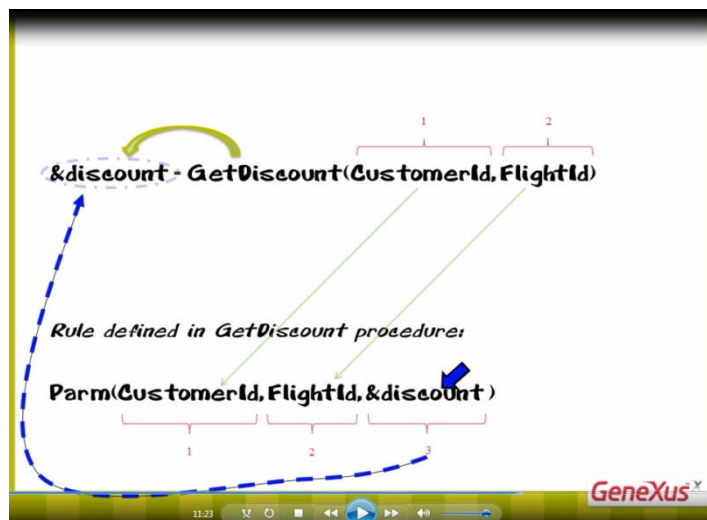 1 2
&discount = GetDiscount(CustomerId, FlightId)
Rule defined in GetDiscount procedure:
Parm(CustomerId, FlightId, &discount )
1 2 3
GeneXus X
11:23